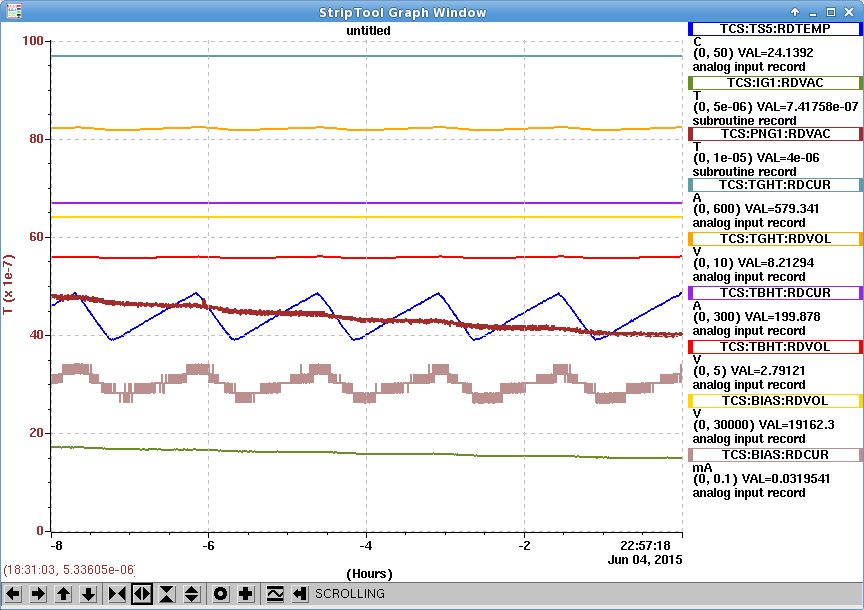 StripTool Graph Window
untitled
100
80
60
40
20
0
T (x 1e-7)
-8
-6
-4
-2
22:57:18
Jun 04, 2015
(Hours)
(18:31:03, 5.33605e-06)
SCROLLING
TCS:TS5:RDTEMP
C
(0, 50) VAL=24.1392
analog input record
TCS:IG1:RDVAC
T
(0, 5e-06) VAL=7.41758e-07
subroutine record
TCS:PNG1:RDVAC
T
(0, 1e-05) VAL=4e-06
subroutine record
TCS:TGHT:RDCUR
A
(0, 600) VAL=579.341
analog input record
TCS:TGHT:RDVOL
V
(0, 10) VAL=8.21294
analog input record
TCS:TBHT:RDCUR
A
(0, 300) VAL=199.878
analog input record
TCS:TBHT:RDVOL
V
(0, 5) VAL=2.79121
analog input record
TCS:BIAS:RDVOL
V
(0, 30000) VAL=19162.3
analog input record
TCS:BIAS:RDCUR
mA
(0, 0.1) VAL=0.0319541
analog input record